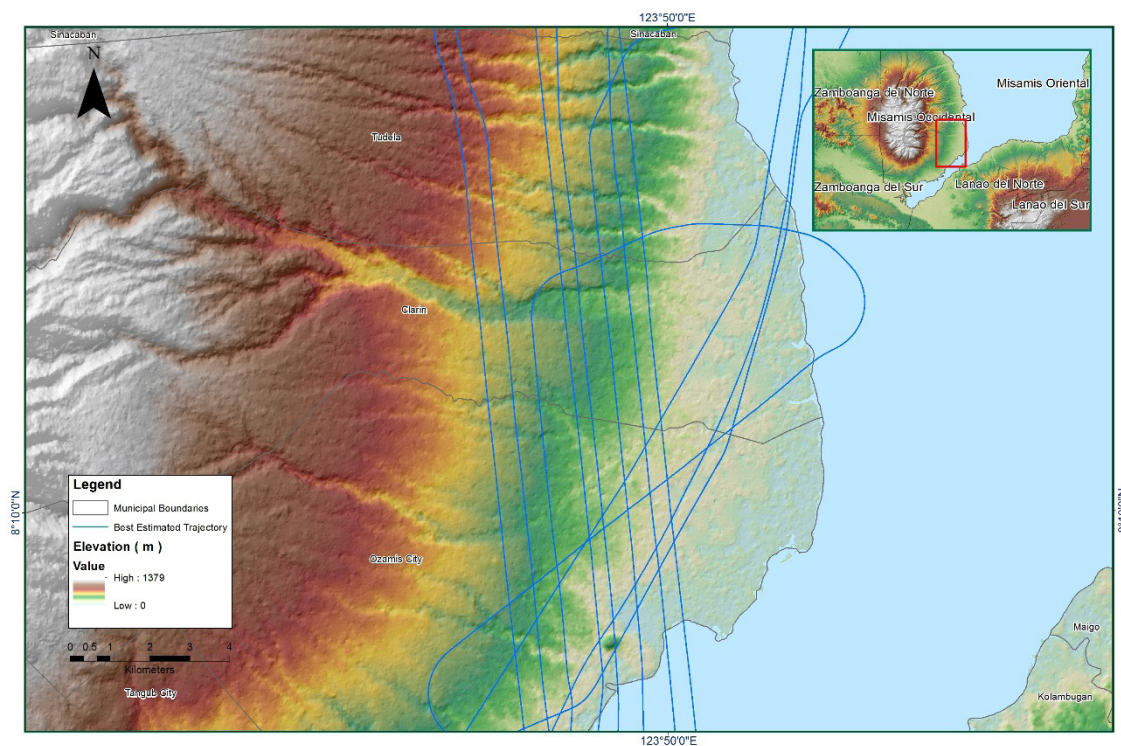 123°50'0"E
Sinacaban
Sinacaban
N
Tudela
Clarin
Ozamis City
Tangub City
Maigo
Kolambugan
Zamboanga del Norte
Misamis Oriental
Misamis Occidental
Zamboanga del Sur
Lanao del Norte
Lanao del Sur
8°10'0"N
Legend
Municipal Boundaries
Best Estimated Trajectory
Elevation ( m )
Value
High : 1379
Low : 0
0 0.5 1 2 3 4
Kilometers
123°50'0"E